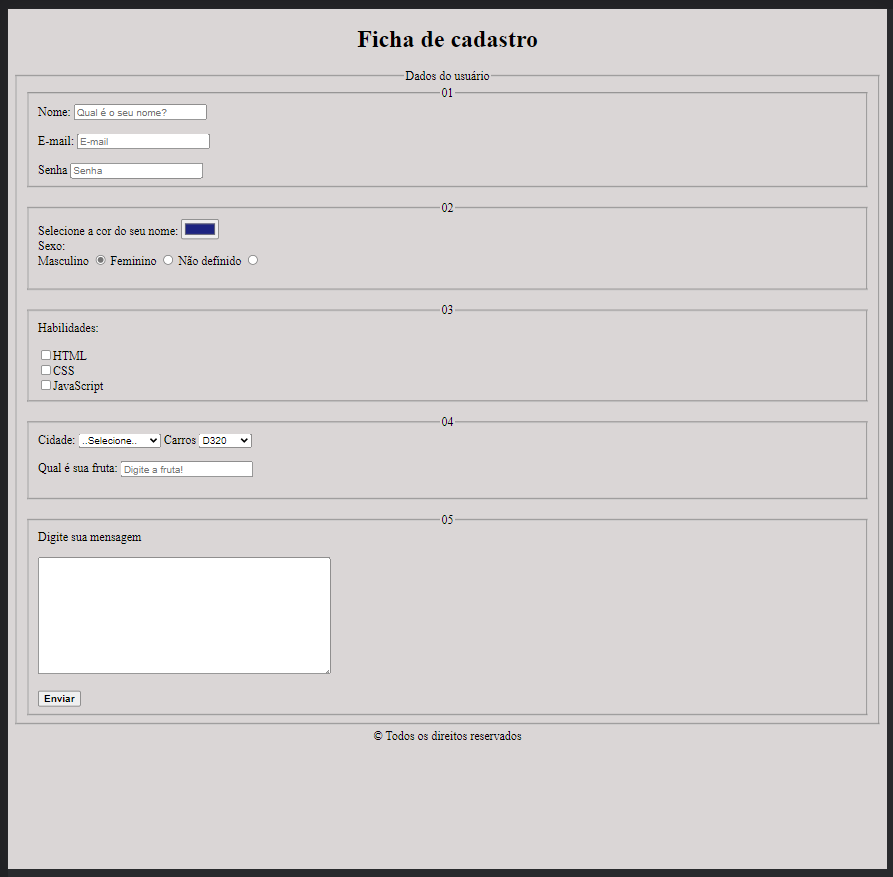 Ficha de cadastro
Dados do usuário
01
Nome: Qual é o seu nome?
E-mail: E-mail
Senha Senha
02
Selecione a cor do seu nome:
Sexo:
Masculino Feminino Não definido
03
Habilidades:
HTML
CSS
JavaScript
04
Cidade: ..Selecione.. Carros D320
Qual é sua fruta: Digite a fruta!
05
Digite sua mensagem
Enviar
© Todos os direitos reservados